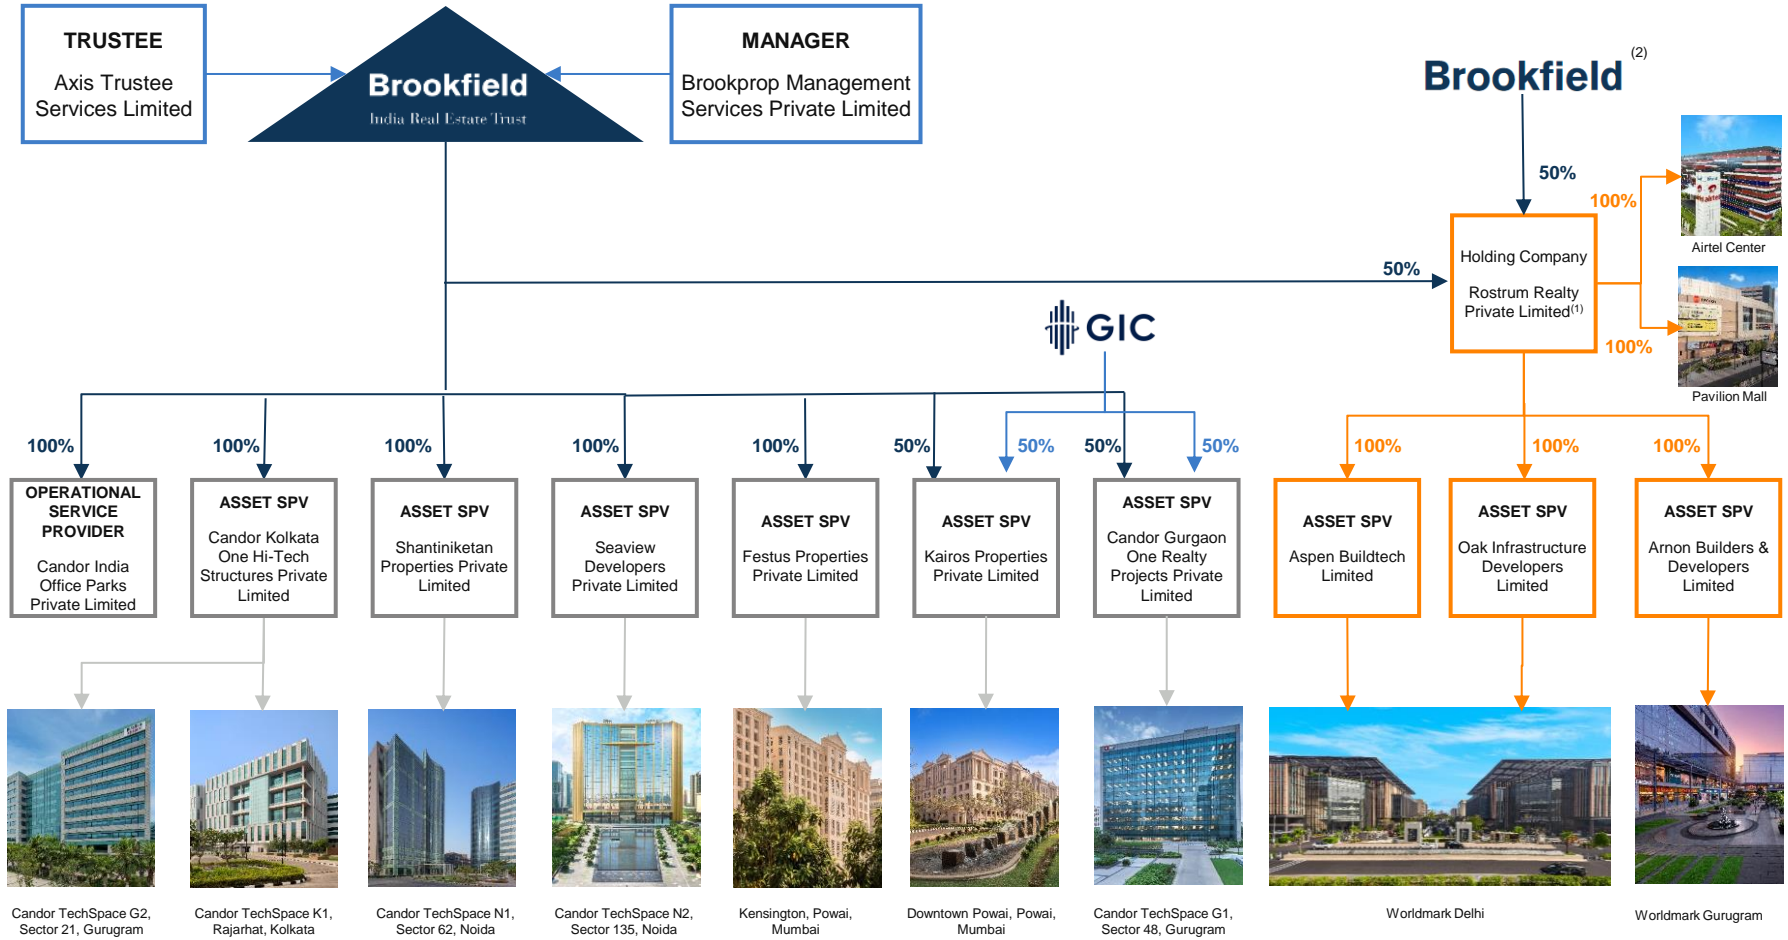 TRUSTEE
Axis Trustee
Services Limited
Brookfield
India Real Estate Trust
MANAGER
Brookprop Management
Services Private Limited
Brookfield (2)
50%
100%
Airtel Center
Holding Company
Rostrum Realty
Private Limited(1)
50%
100%
Pavilion Mall
GIC
100%
100%
100%
100%
100%
50%
50%
50%
50%
100%
100%
100%
OPERATIONAL
SERVICE
PROVIDER
Candor India
Office Parks
Private Limited
ASSET SPV
Candor Kolkata
One Hi-Tech
Structures Private
Limited
ASSET SPV
Shantiniketan
Properties Private
Limited
ASSET SPV
Seaview
Developers
Private Limited
ASSET SPV
Festus Properties
Private Limited
ASSET SPV
Kairos Properties
Private Limited
ASSET SPV
Candor Gurgaon
One Realty
Projects Private
Limited
ASSET SPV
Aspen Buildtech
Limited
ASSET SPV
Oak Infrastructure
Developers
Limited
ASSET SPV
Arnon Builders &
Developers
Limited
Candor TechSpace G2,
Sector 21, Gurugram
Candor TechSpace K1,
Rajarhat, Kolkata
Candor TechSpace N1,
Sector 62, Noida
Candor TechSpace N2,
Sector 135, Noida
Kensington, Powai,
Mumbai
Downtown Powai, Powai,
Mumbai
Candor TechSpace G1,
Sector 48, Gurugram
Worldmark Delhi
Worldmark Gurugram